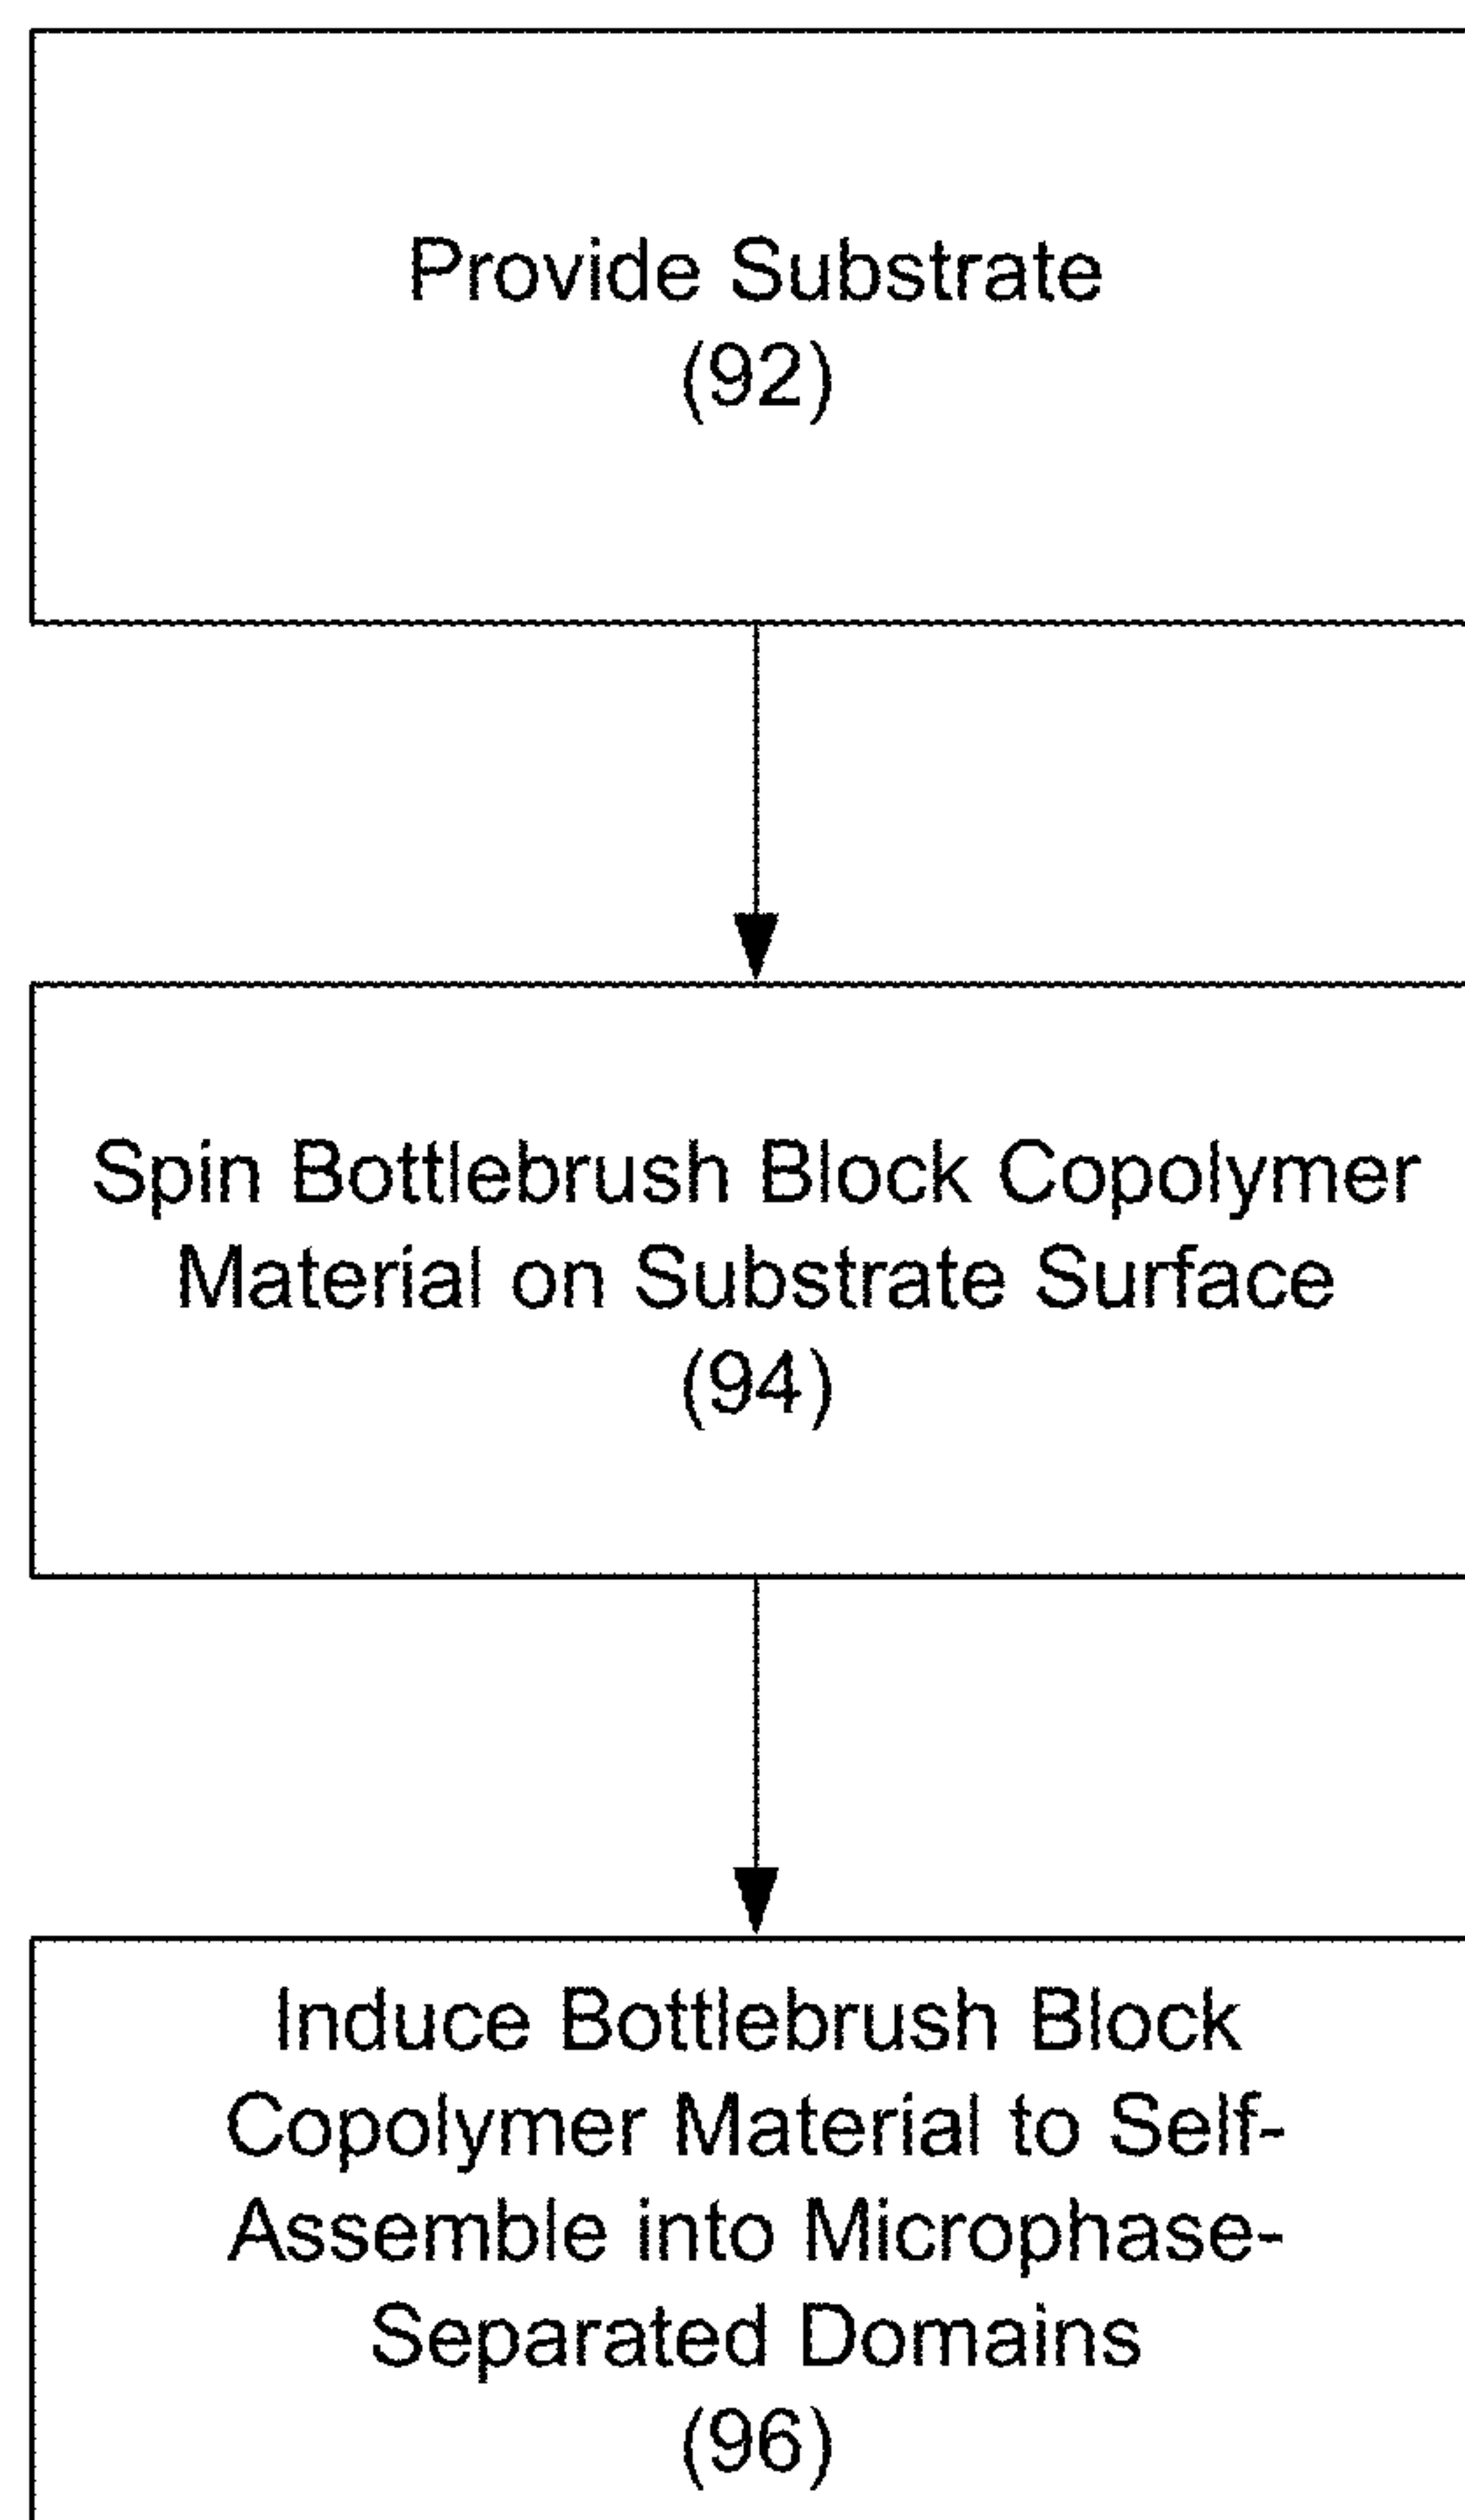 Provide Substrate
(92)
Spin Bottlebrush Block Copolymer
Material on Substrate Surface
(94)
Induce Bottlebrush Block
Copolymer Material to Self-
Assemble into Microphase-
Separated Domains
(96)